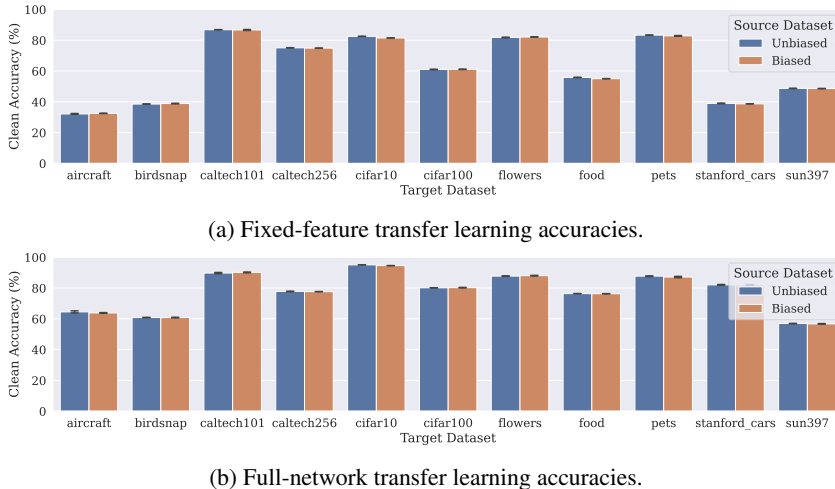 100
80
60
40
20
0
Clean Accuracy (%)
Source Dataset
Unbiased
Biased
aircraft birdsnap caltech101 caltech256 cifar10 cifar100 flowers food pets stanford_cars sun397
Target Dataset
(a) Fixed-feature transfer learning accuracies.
100
80
60
40
20
0
Clean Accuracy (%)
Source Dataset
Unbiased
Biased
aircraft birdsnap caltech101 caltech256 cifar10 cifar100 flowers food pets stanford_cars sun397
Target Dataset
(b) Full-network transfer learning accuracies.